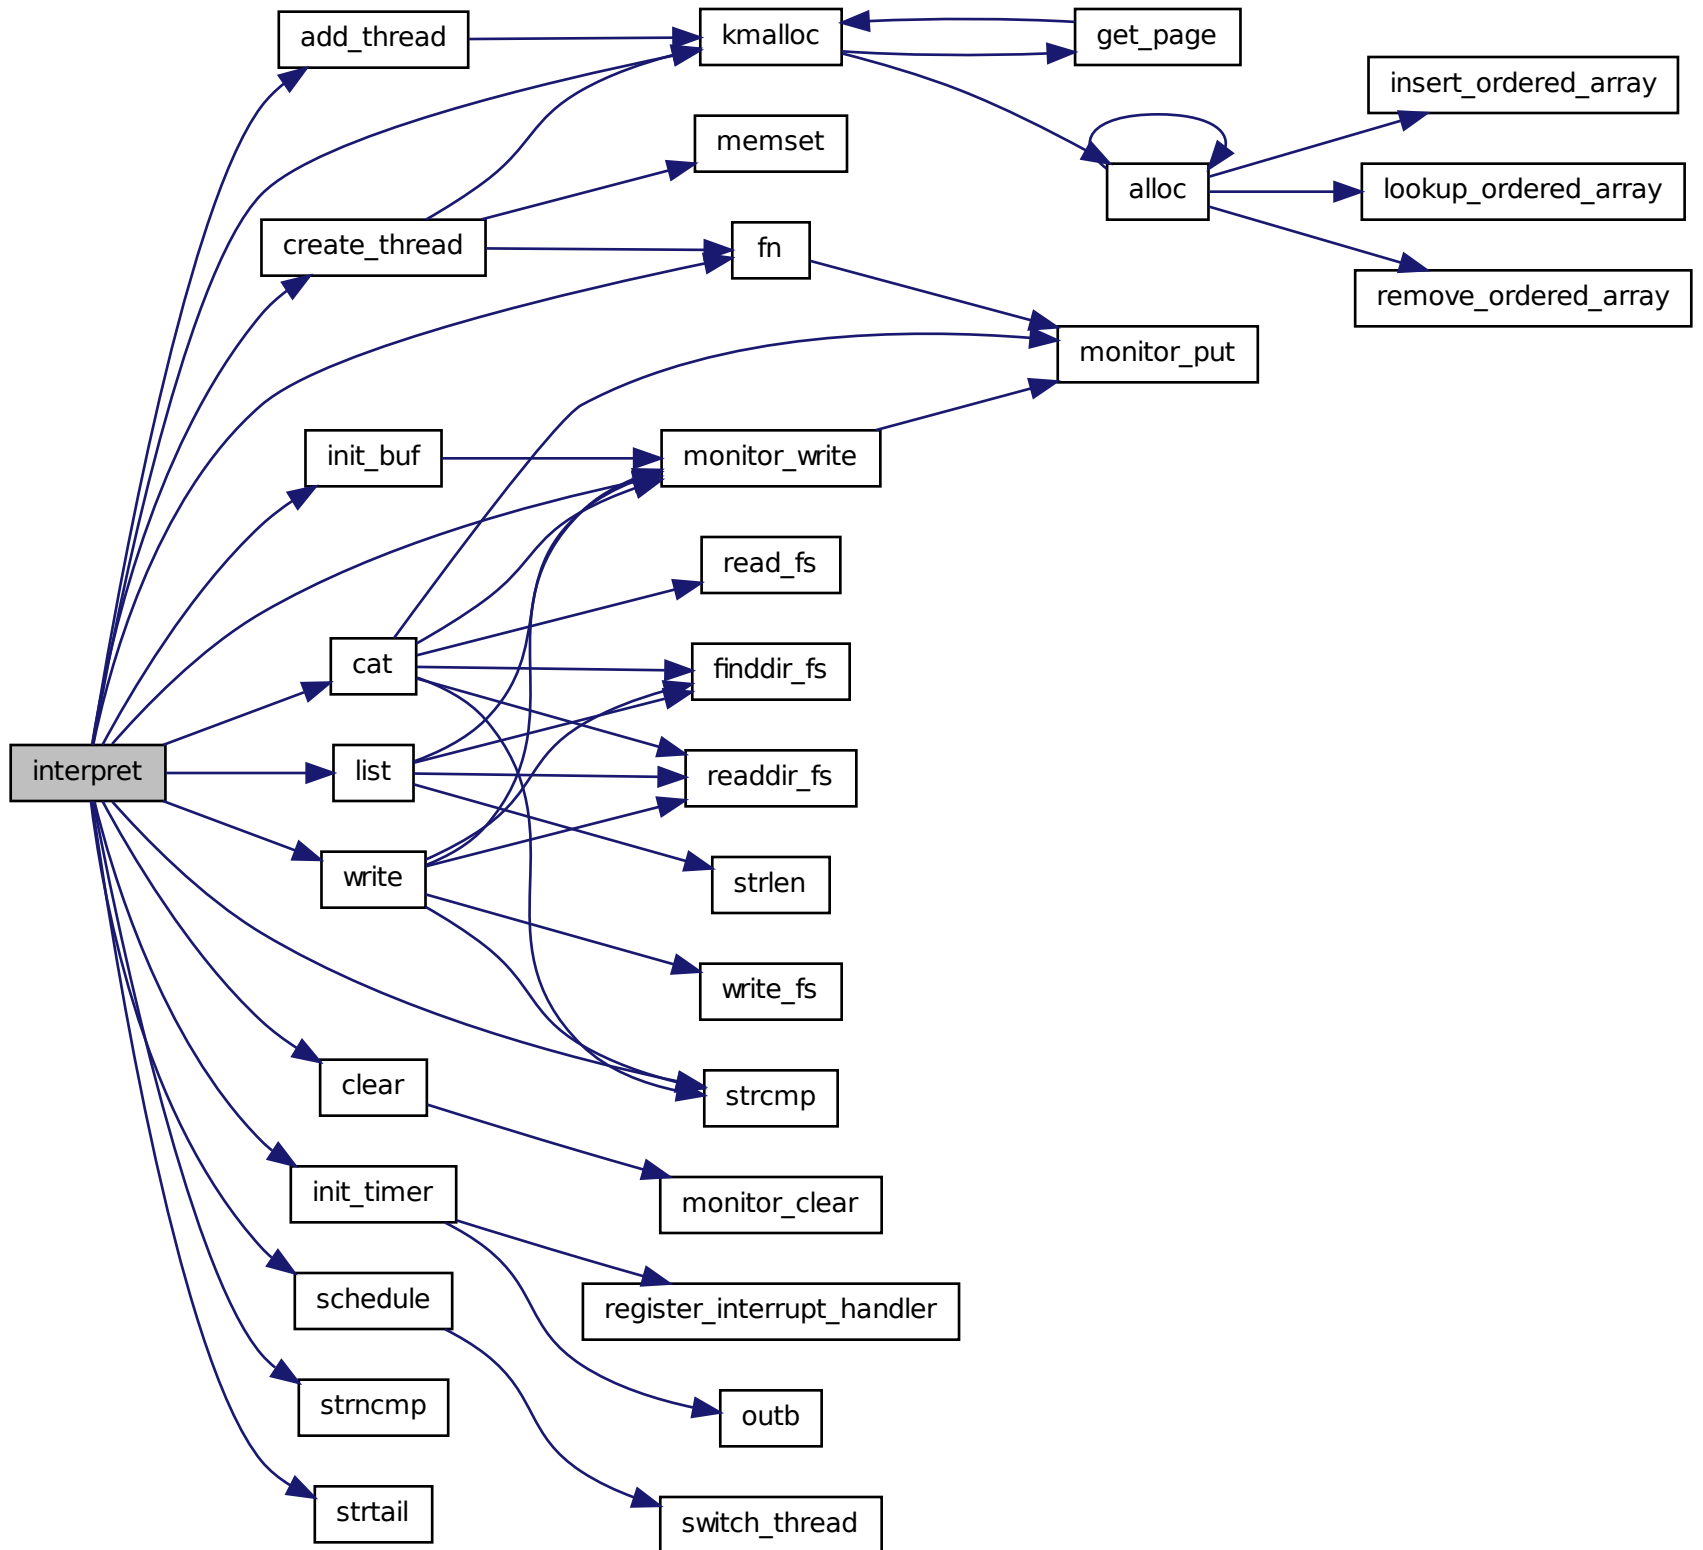 add_thread
kmalloc
get_page
insert_ordered_array
memset
alloc
lookup_ordered_array
create_thread
fn
remove_ordered_array
monitor_put
init_buf
monitor_write
read_fs
cat
finddir_fs
interpret
list
readdir_fs
write
strlen
write_fs
clear
strcmp
init_timer
monitor_clear
schedule
register_interrupt_handler
strncmp
outb
strtail
switch_thread